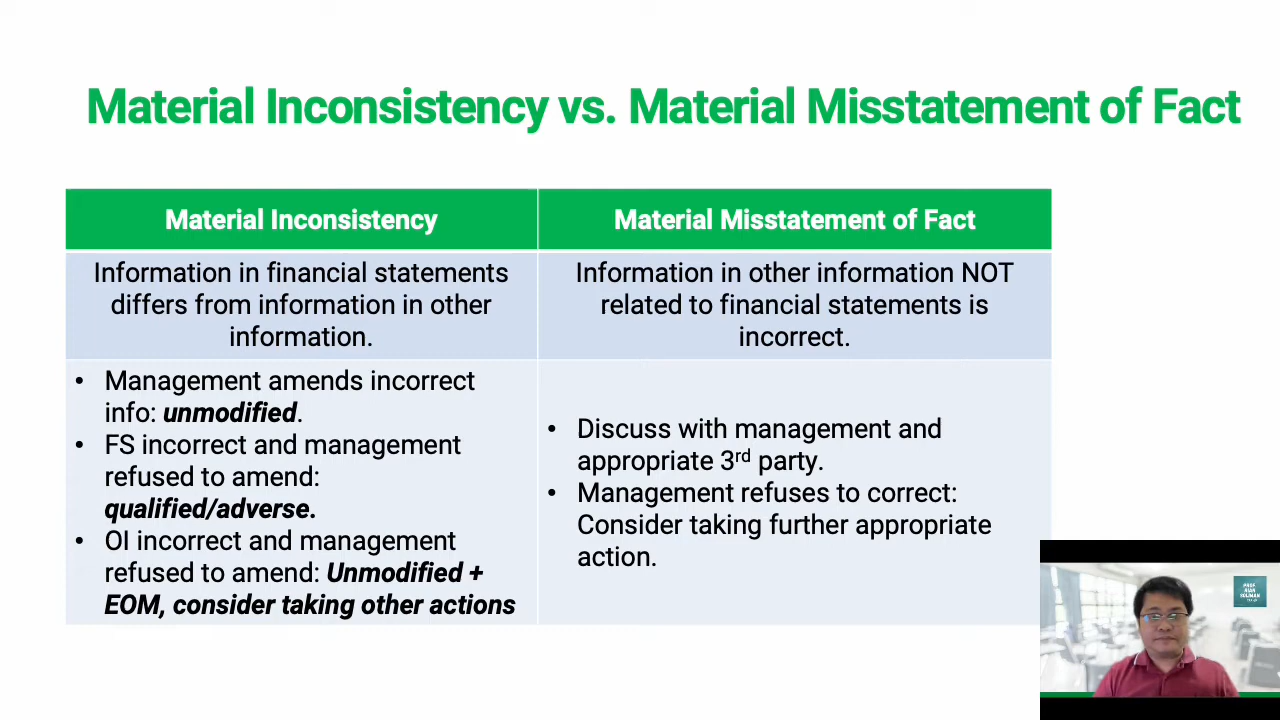 Material Inconsistency vs. Material Misstatement of Fact
Material Inconsistency
Material Misstatement of Fact
Information in financial statements
differs from information in other
information.
Information in other information NOT
related to financial statements is
incorrect.
• Management amends incorrect
info: unmodified.
• FS incorrect and management
refused to amend:
qualified/adverse.
• OI incorrect and management
refused to amend: Unmodified +
EOM, consider taking other actions
• Discuss with management and
appropriate 3rd party.
• Management refuses to correct:
Consider taking further appropriate
action.
PROF.
SOLIMAN